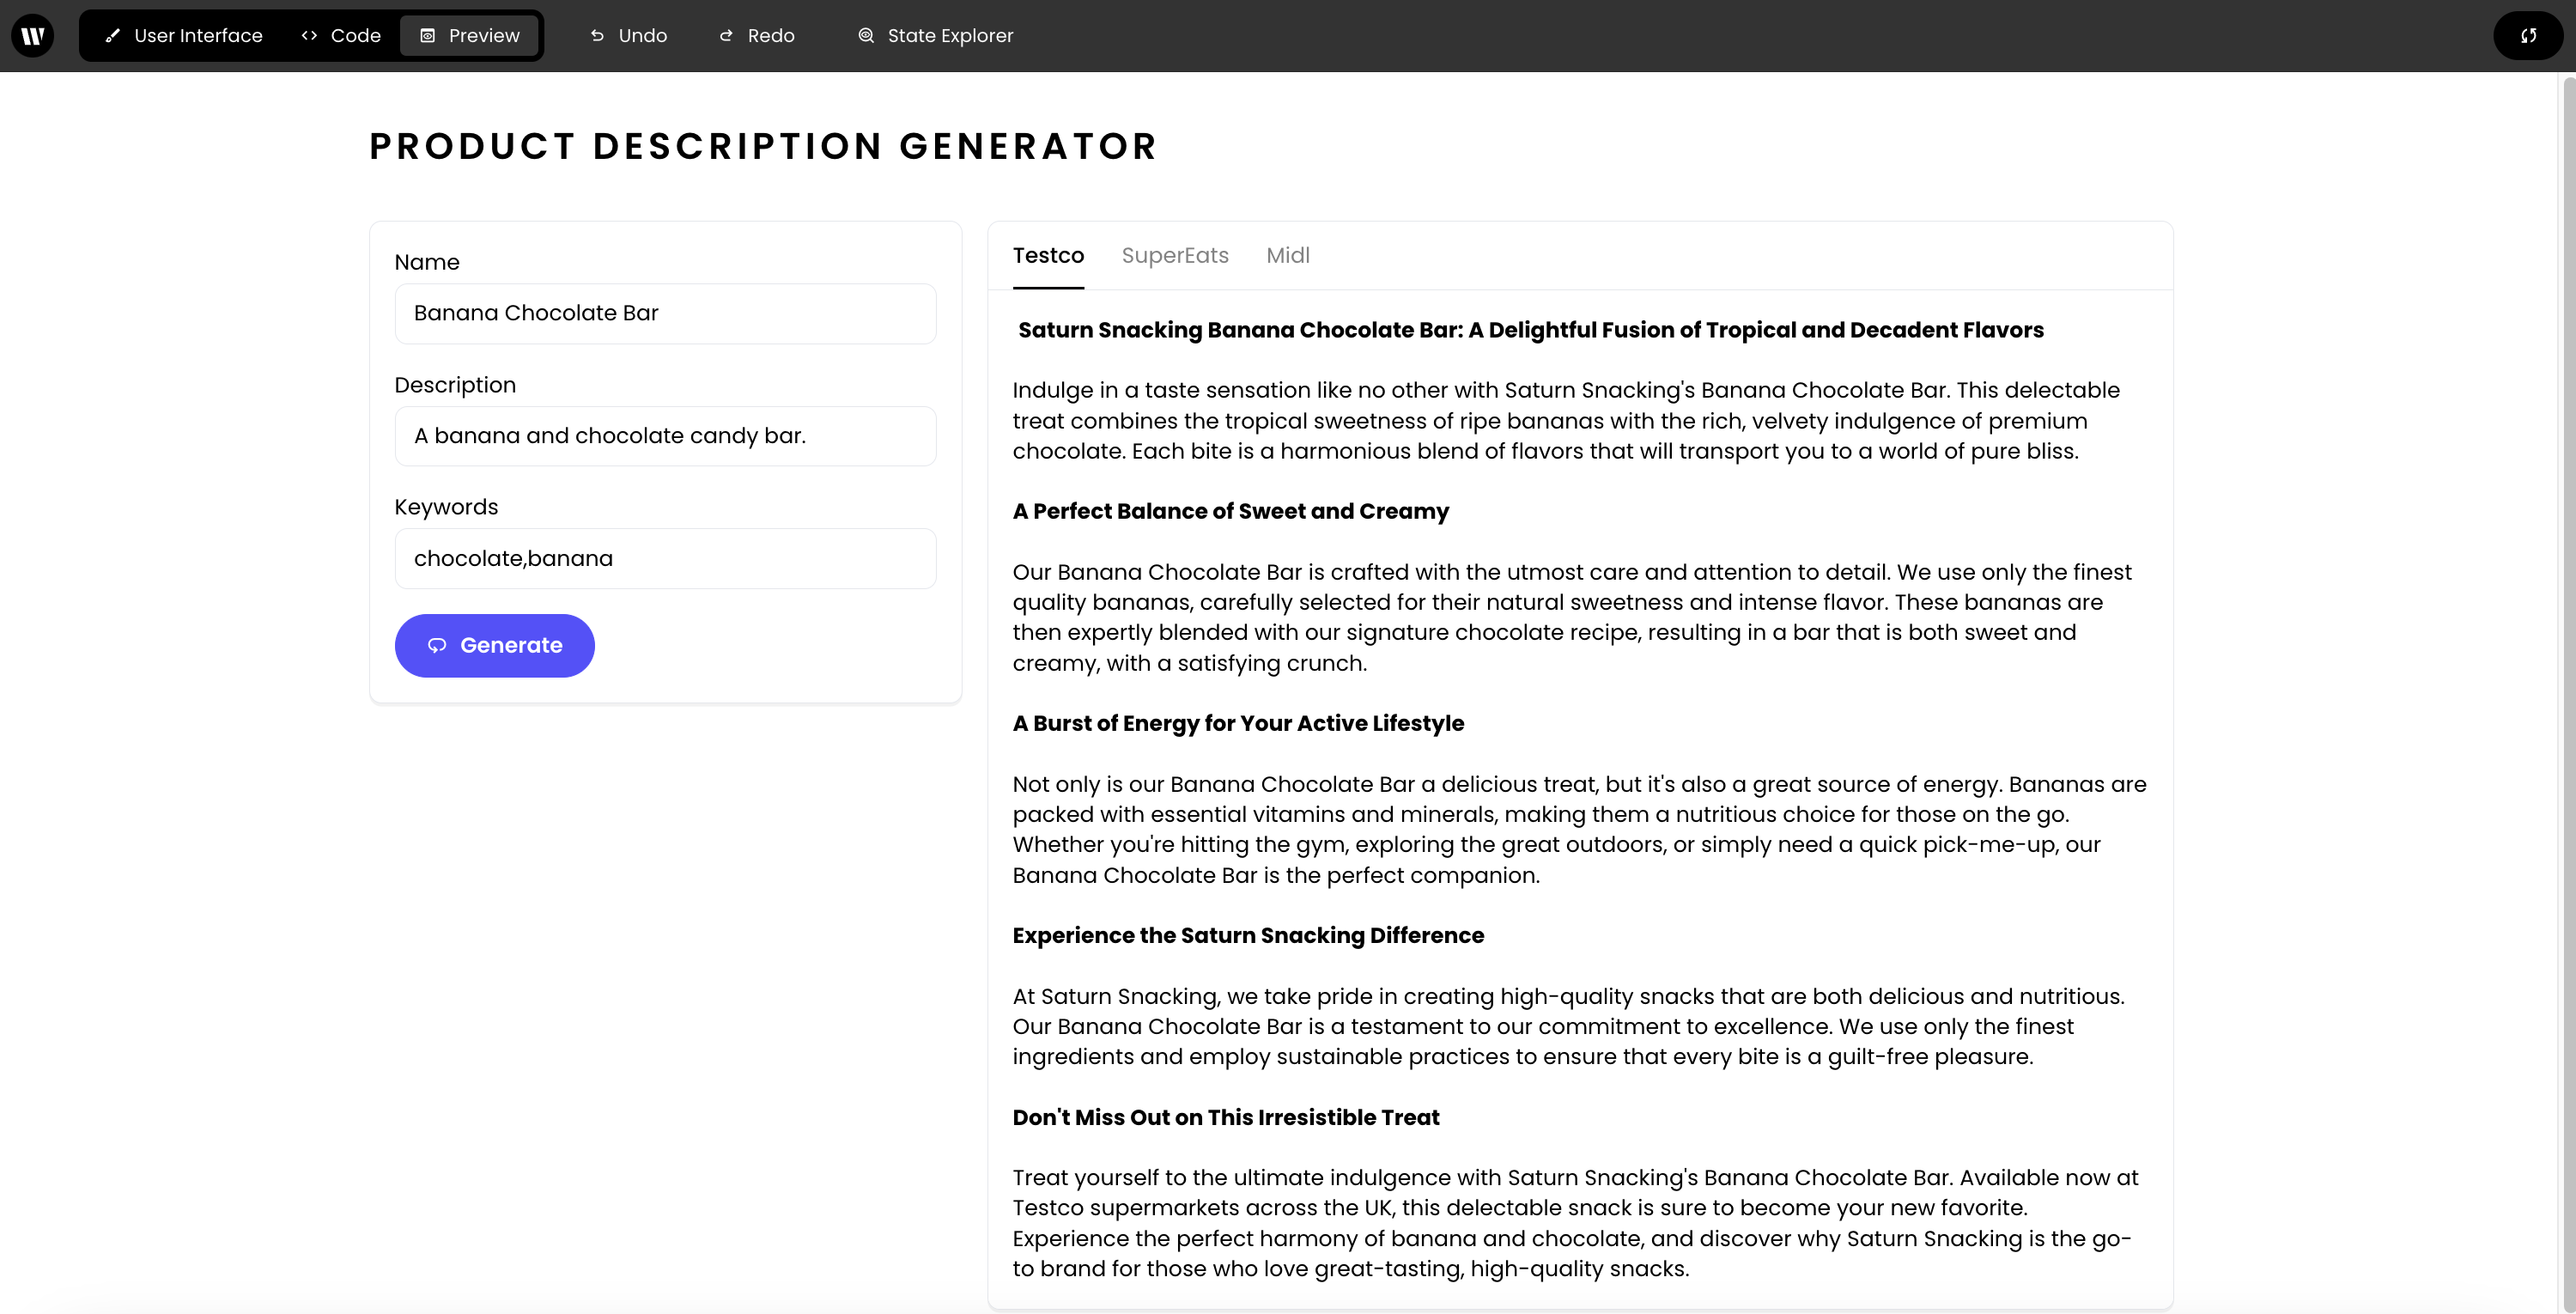 User Interface Code Preview Undo Redo State Explorer
PRODUCT DESCRIPTION GENERATOR
Name
Banana Chocolate Bar
Description
A banana and chocolate candy bar.
Keywords
chocolate,banana
Generate
Testco SuperEats Midl
Saturn Snacking Banana Chocolate Bar: A Delightful Fusion of Tropical and Decadent Flavors
Indulge in a taste sensation like no other with Saturn Snacking's Banana Chocolate Bar. This delectable
treat combines the tropical sweetness of ripe bananas with the rich, velvety indulgence of premium
chocolate. Each bite is a harmonious blend of flavors that will transport you to a world of pure bliss.
A Perfect Balance of Sweet and Creamy
Our Banana Chocolate Bar is crafted with the utmost care and attention to detail. We use only the finest
quality bananas, carefully selected for their natural sweetness and intense flavor. These bananas are
then expertly blended with our signature chocolate recipe, resulting in a bar that is both sweet and
creamy, with a satisfying crunch.
A Burst of Energy for Your Active Lifestyle
Not only is our Banana Chocolate Bar a delicious treat, but it's also a great source of energy. Bananas are
packed with essential vitamins and minerals, making them a nutritious choice for those on the go.
Whether you're hitting the gym, exploring the great outdoors, or simply need a quick pick-me-up, our
Banana Chocolate Bar is the perfect companion.
Experience the Saturn Snacking Difference
At Saturn Snacking, we take pride in creating high-quality snacks that are both delicious and nutritious.
Our Banana Chocolate Bar is a testament to our commitment to excellence. We use only the finest
ingredients and employ sustainable practices to ensure that every bite is a guilt-free pleasure.
Don't Miss Out on This Irresistible Treat
Treat yourself to the ultimate indulgence with Saturn Snacking's Banana Chocolate Bar. Available now at
Testco supermarkets across the UK, this delectable snack is sure to become your new favorite.
Experience the perfect harmony of banana and chocolate, and discover why Saturn Snacking is the go-
to brand for those who love great-tasting, high-quality snacks.